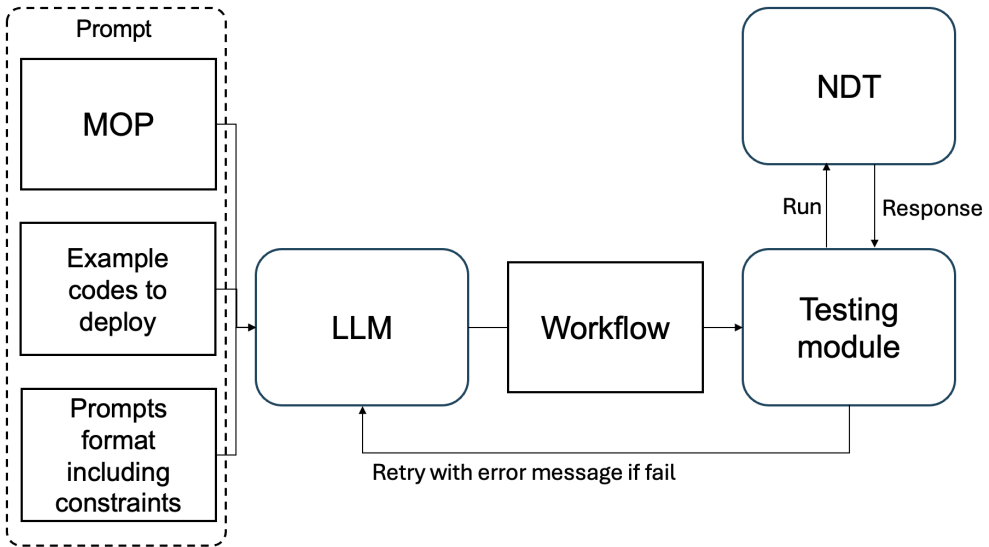 Prompt
MOP
Example
codes to
deploy
Prompts
format
including
constraints
LLM
Workflow
Testing
module
NDT
Run
Response
Retry with error message if fail